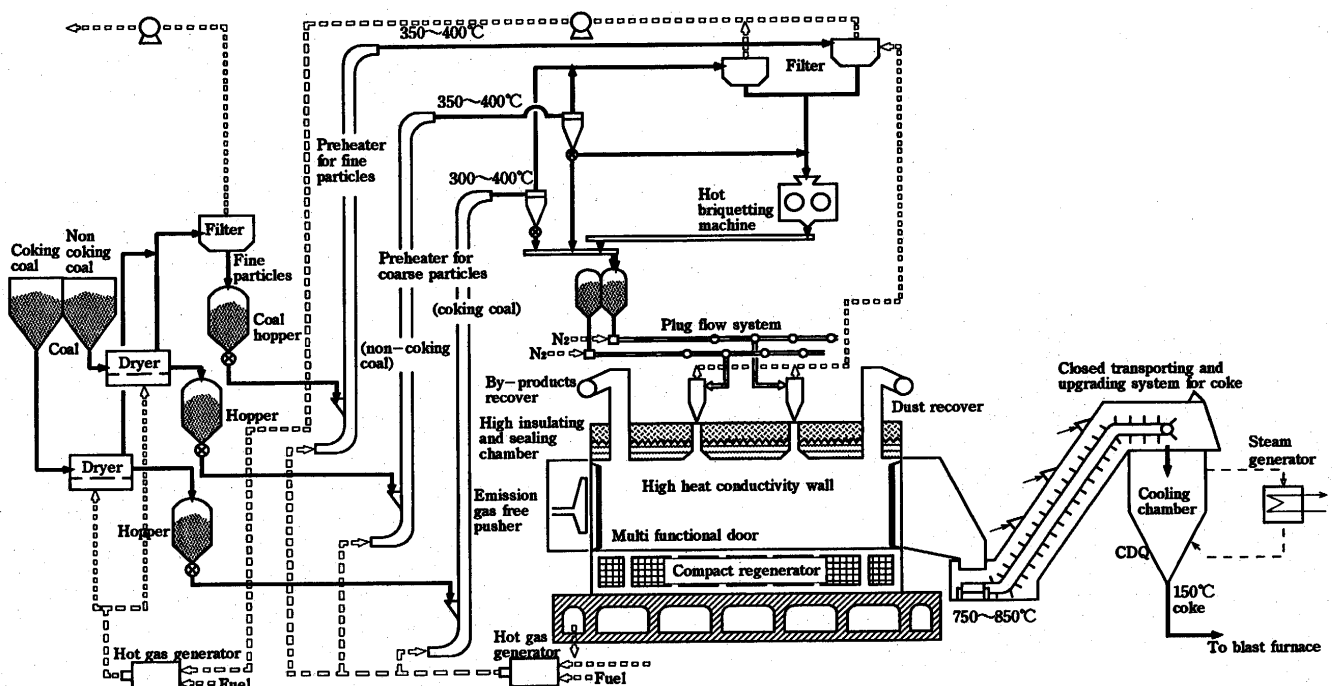 350～400℃
Filter
350～400℃
Preheater
for fine
particles
300～400℃
Hot
briquetting
machine
Filter
Non
coking
coal
Coking
coal
Fine
particles
Preheater for
coarse particles
(coking coal)
Coal
hopper
Coal
(non-coking
coal)
Plug flow system
N₂
N₂
Dryer
Closed transporting and
upgrading system for coke
By-products
recover
Dust recover
Hopper
High insulating
and sealing
chamber
Steam
generator
Dryer
High heat conductivity wall
Cooling
chamber
Emission
gas free
pusher
Multi functional door
Hopper
CDQ
Compact regenerator
150℃
coke
750～850℃
Hot gas
generator
To blast furnace
Hot gas generator
Fuel
Fuel